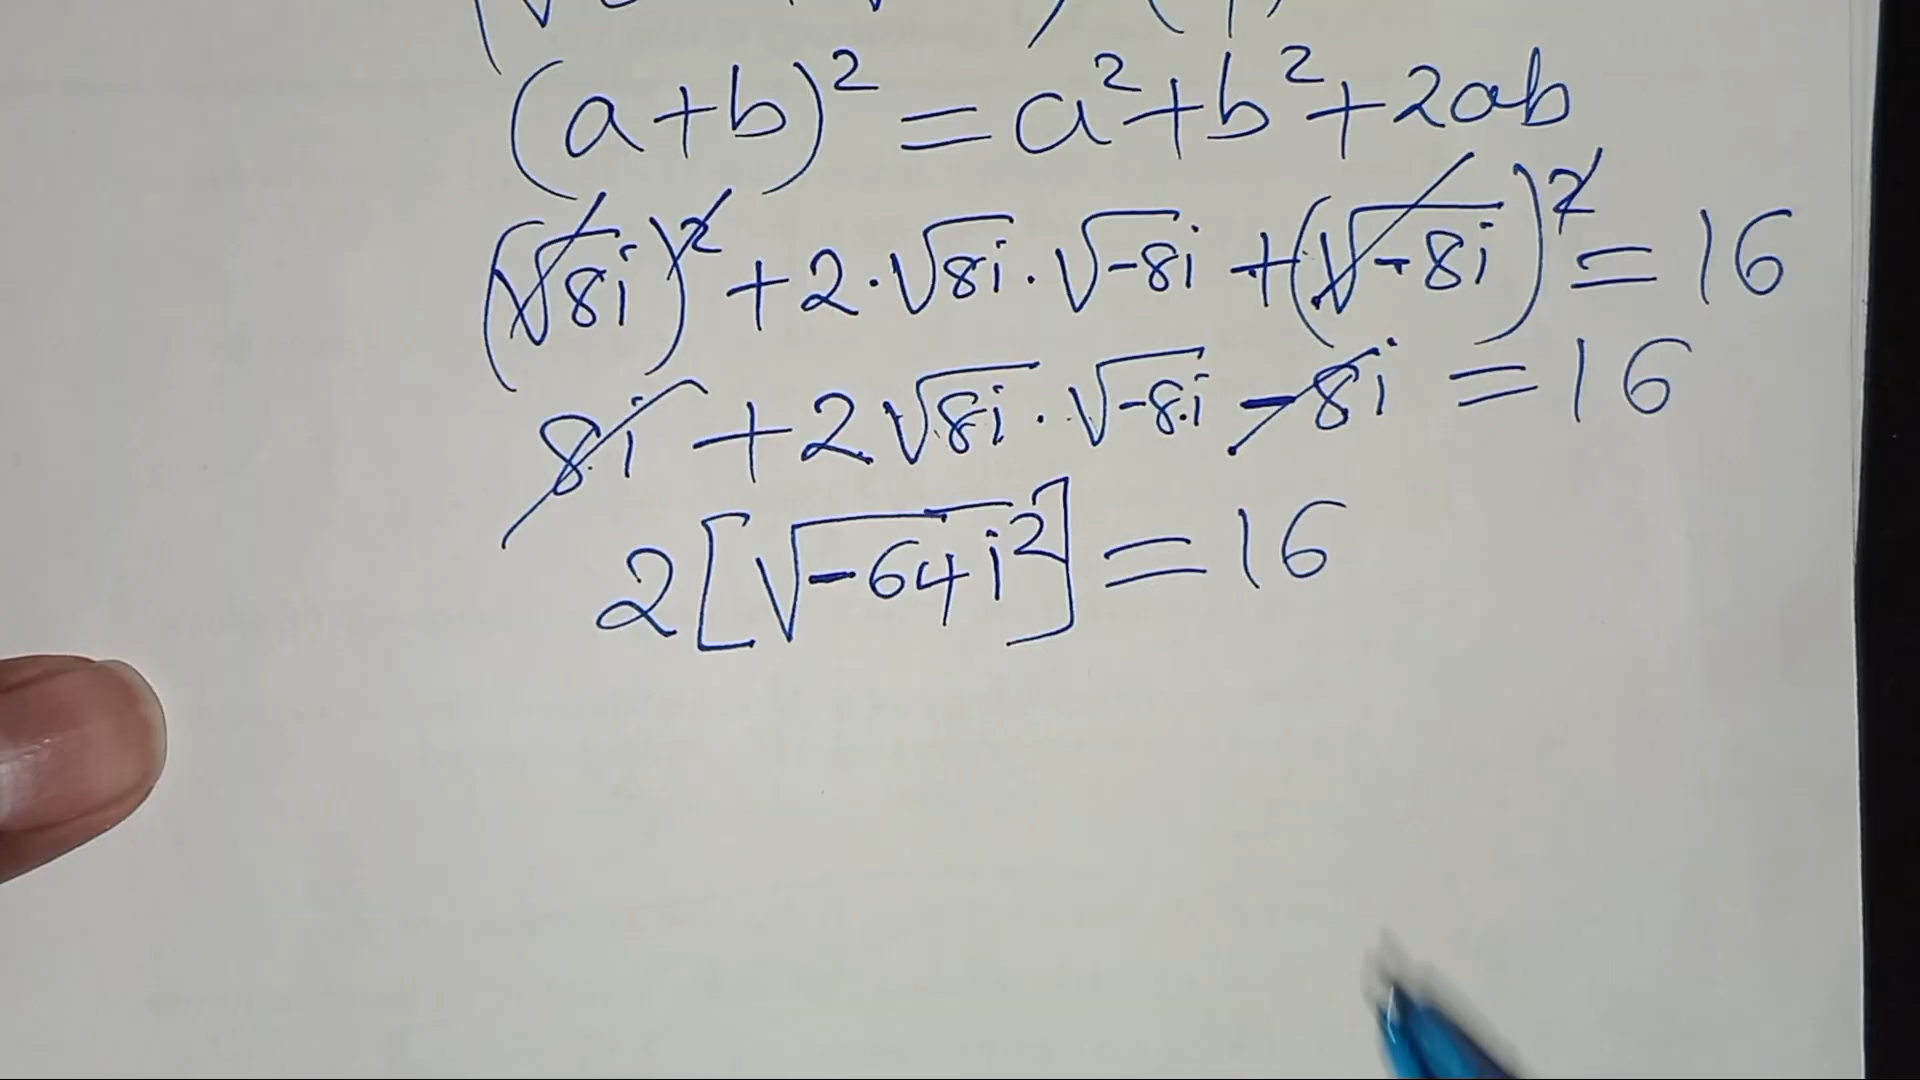 (a+b)² = a²+b²+2ab
(√8i)² + 2·√8i·√-8i + (√-8i)² = 16
8i + 2√8i·√-8i - 8i = 16
2[√-64i²] = 16